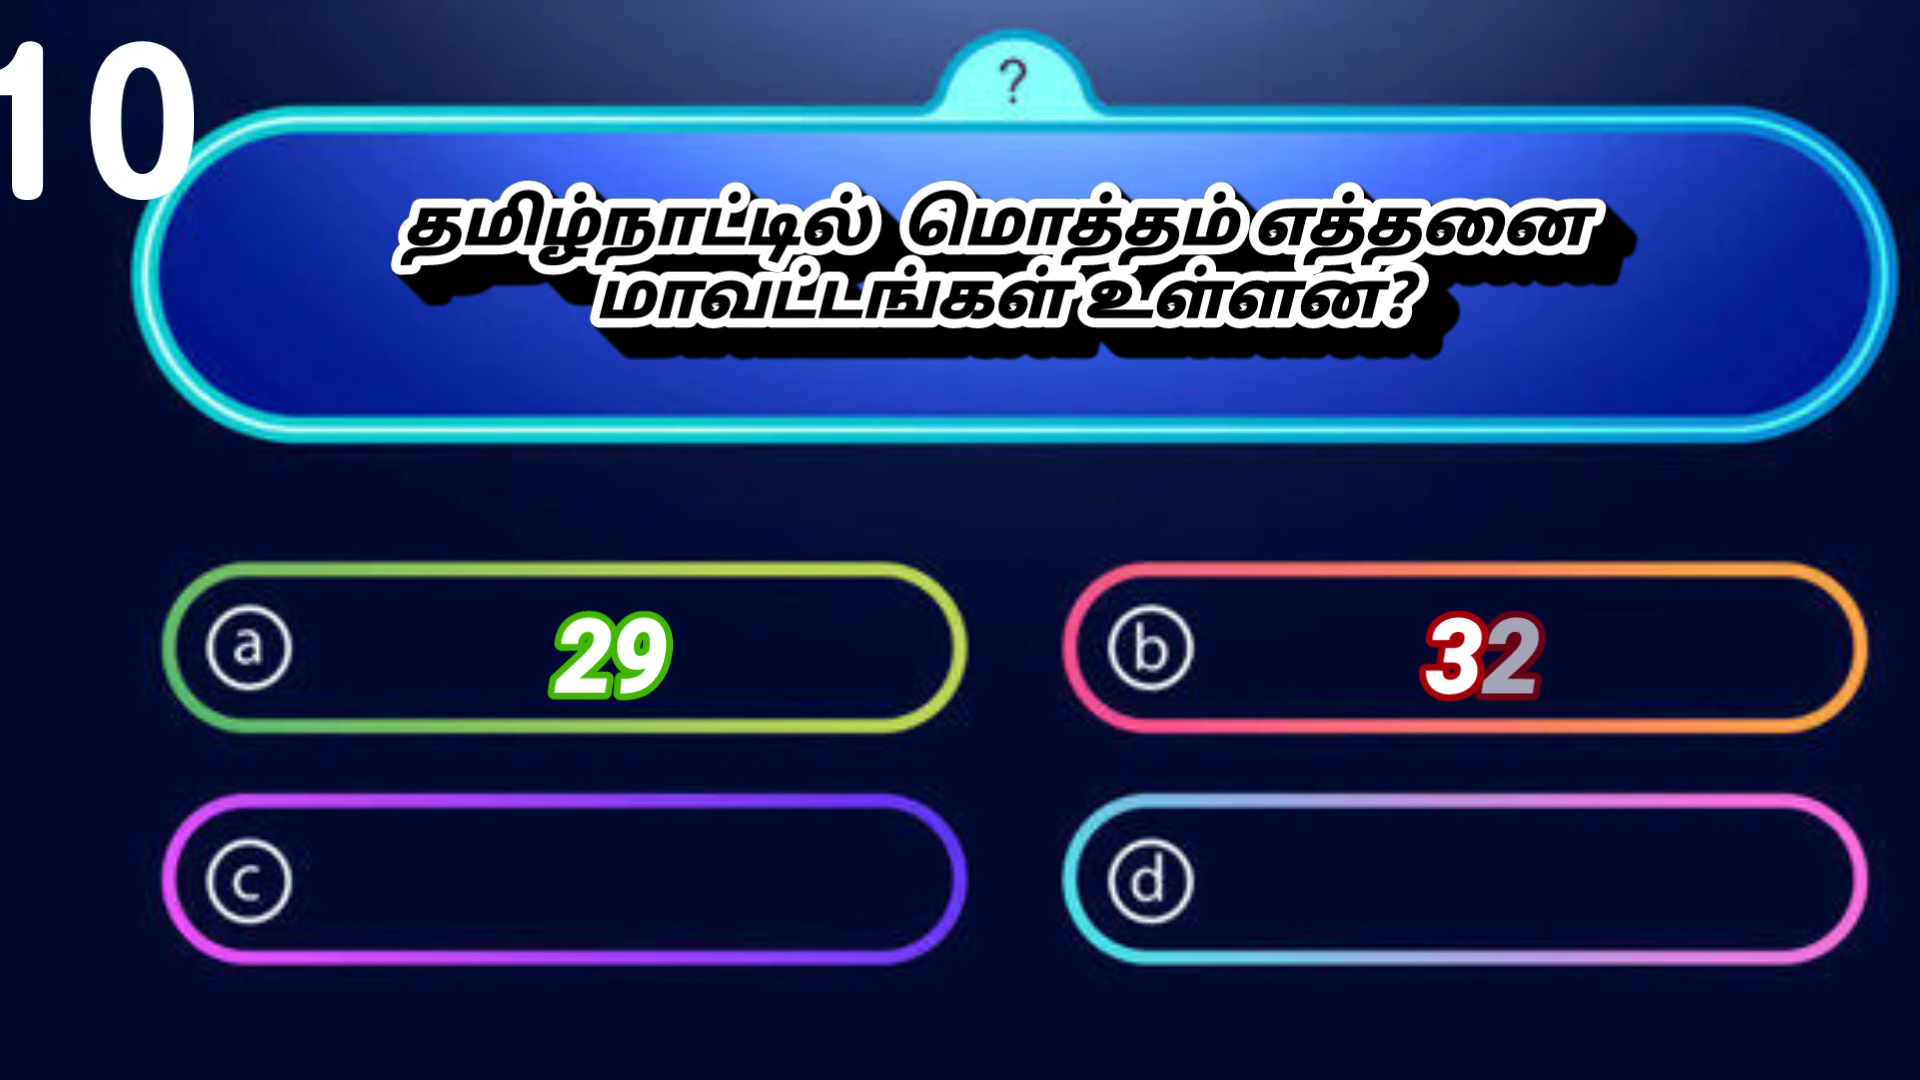 10
?
தமிழ்நாட்டில் மொத்தம் எத்தனை
மாவட்டங்கள் உள்ளன?
a 29
b 32
c
d